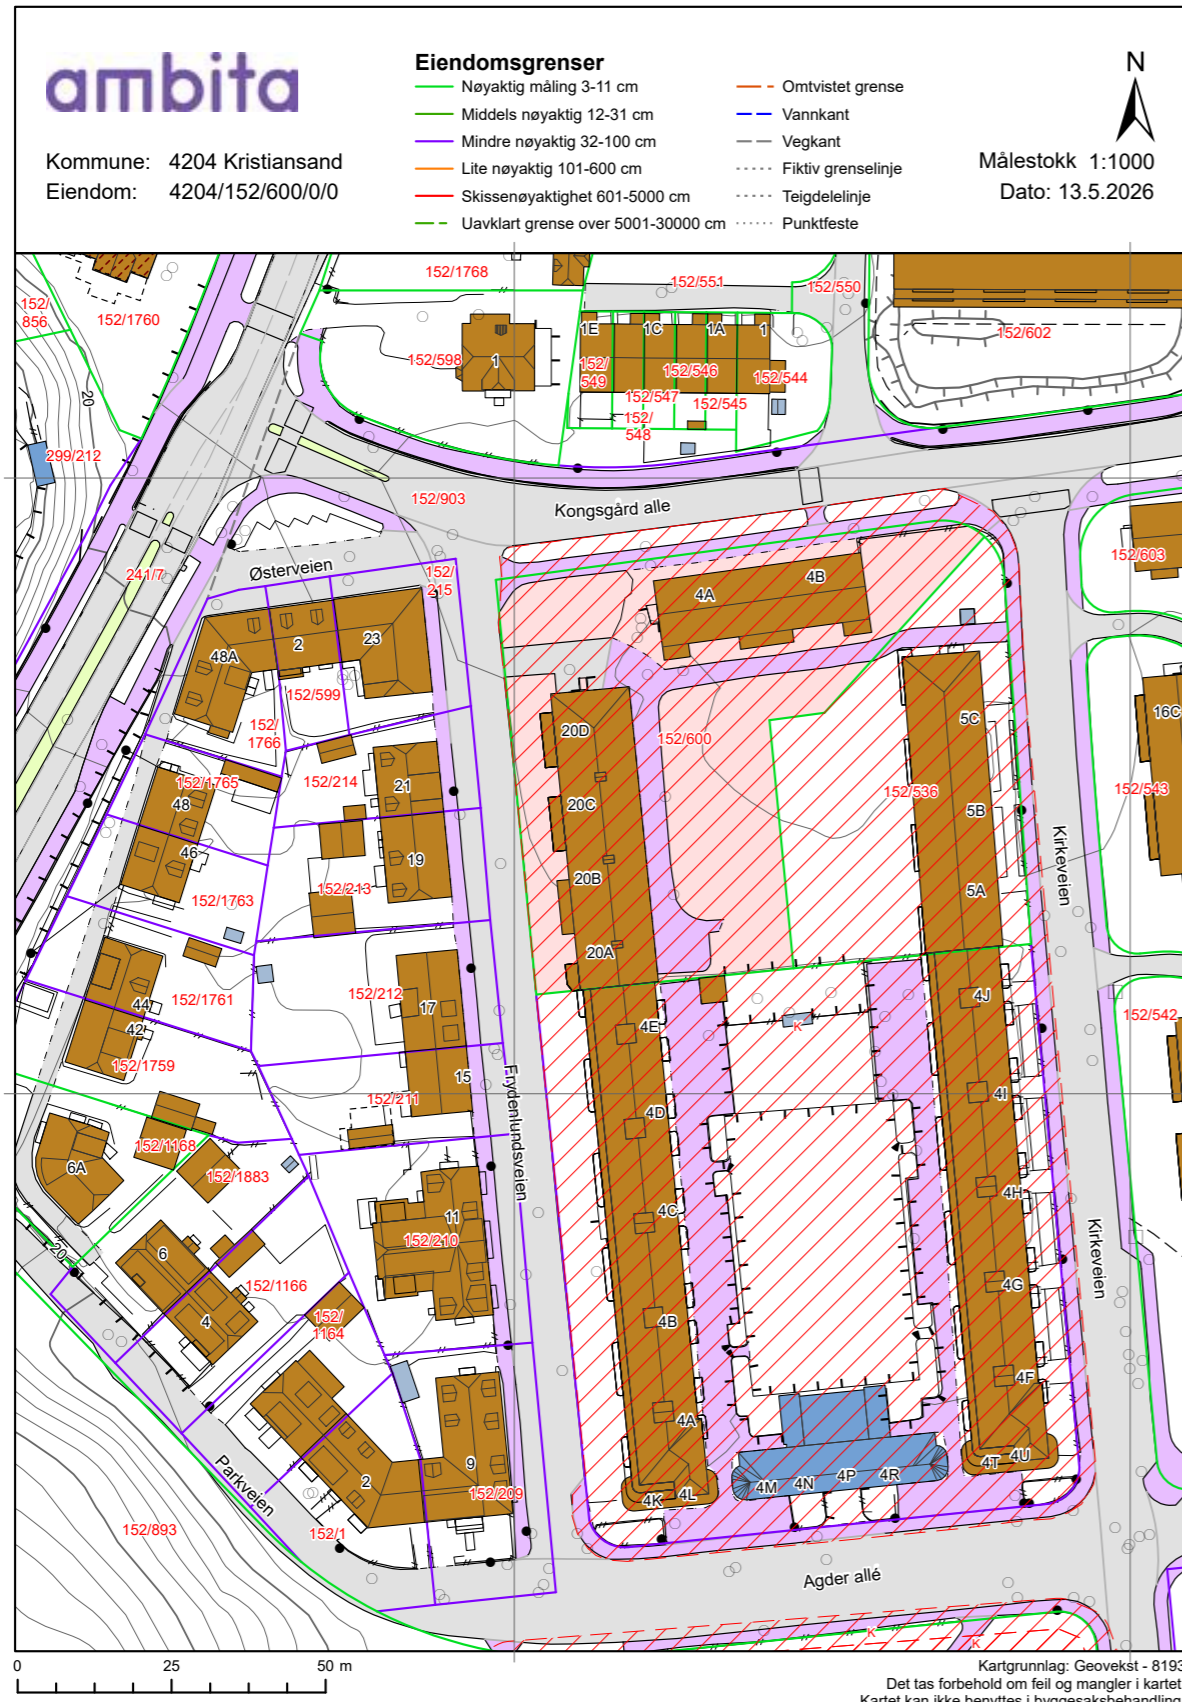 ambita
Kommune: 4204 Kristiansand
Eiendom: 4204/152/600/0/0
Eiendomsgrenser
Nøyaktig måling 3-11 cm
Middels nøyaktig 12-31 cm
Mindre nøyaktig 32-100 cm
Lite nøyaktig 101-600 cm
Skissenøyaktighet 601-5000 cm
Uavklart grense over 5001-30000 cm
Omtvistet grense
Vannkant
Vegkant
Fiktiv grenselinje
Teigdelelinje
Punktfeste
N
Målestokk 1:1000
Dato: 13.5.2026
152/1768
152/551
152/550
152/
856
152/1760
152/602
1E
1C
1A
1
1
152/598
152/
549
152/546
152/544
152/547
152/545
152/
548
20
299/212
152/903
Kongsgård alle
152/603
241/7
Østerveien
152/
215
4A
4B
48A
2
23
152/599
152/
1766
20D
152/600
5C
16C
152/1765
152/214
21
48
20C
152/536
5B
152/543
46
19
Kirkeveien
152/213
20B
5A
152/1763
20A
152/212
152/1761
44
17
4J
42
4E
K
152/542
152/1759
15
Frydenlundsveien
4I
152/211
4D
152/1168
6A
152/1883
4H
11
4C
152/210
Kirkeveien
20
6
152/1166
4G
152/
1164
4
4B
4F
4A
2
9
4U
4T
4P
4R
4N
4M
4L
4K
152/209
Parkveien
152/893
152/1
Agder allé
K
K
0 25 50 m
Kartgrunnlag: Geovekst - 8193
Det tas forbehold om feil og mangler i kartet
Kartet kan ikke benyttes i byggesaksbehandling